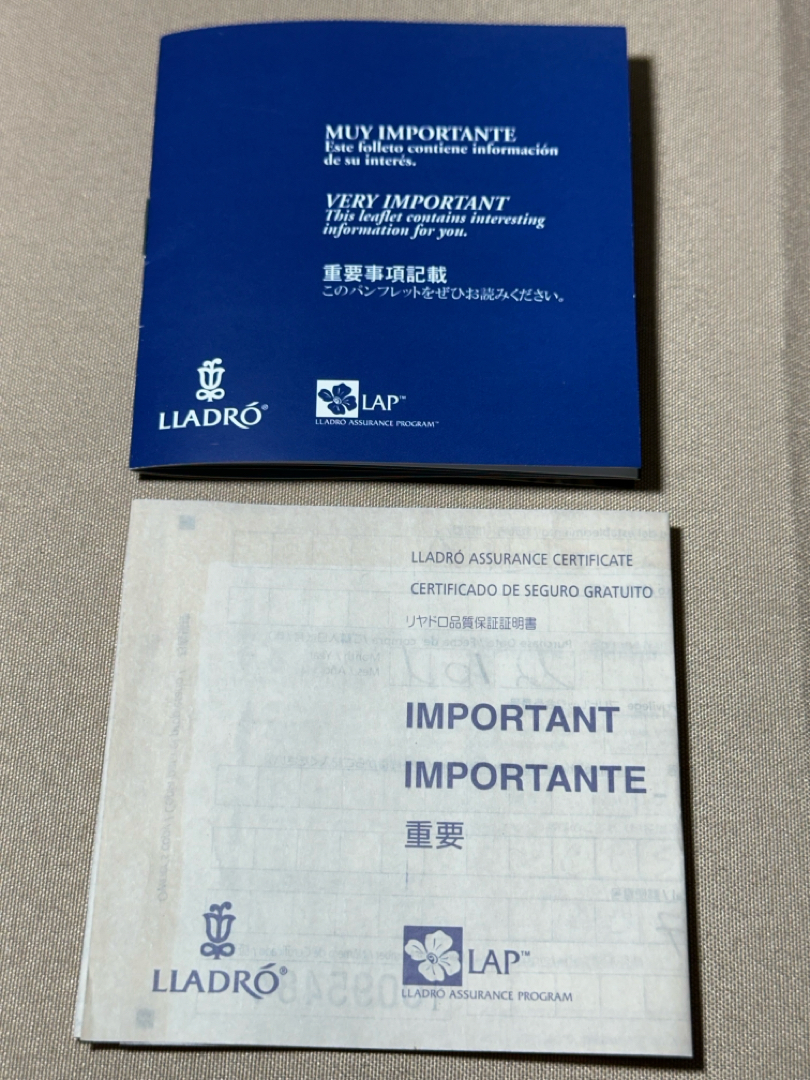 MUY IMPORTANTE
Este folleto contiene información
de su interés.
VERY IMPORTANT
This leaflet contains interesting
information for you.
重要事項記載
このパンフレットをぜひお読みください。
LLADRÓ®
LAP™
LLADRÓ ASSURANCE PROGRAM™
LLADRÓ ASSURANCE CERTIFICATE
CERTIFICADO DE SEGURO GRATUITO
リヤドロ品質保証証明書
IMPORTANT
IMPORTANTE
重要
LLADRÓ®
LAP™
LLADRÓ ASSURANCE PROGRAM